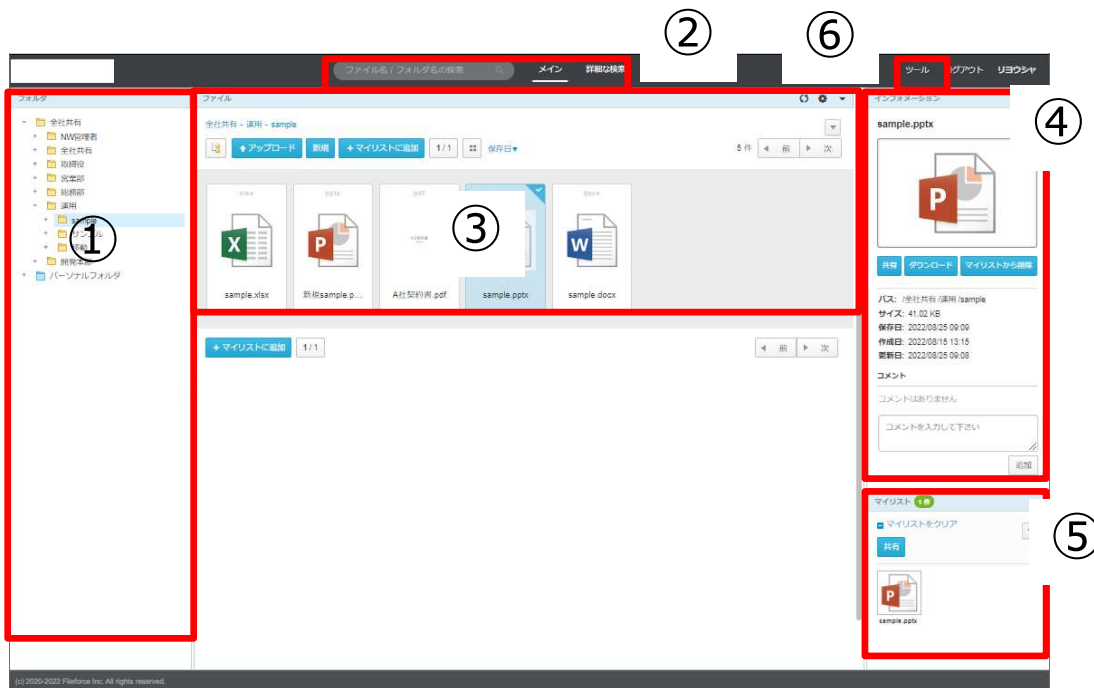 ② ⑥
ファイル名 / フォルダ名の検索 メイン 詳細な検索 ツール グアウト リヨウシャ
フォルダ
全社共有
NW管理者
全社共有
取締役
営業部
総務部
運用
sample
サンプル
移動
開発本部
パーソナルフォルダ
①
ファイル
全社共有 - 運用 - sample
アップロード 新規 +マイリストに追加 1/1 保存日▼ 5 件 前 次
xlsx pptx pdf docx
③
sample.xlsx 新規sample.p... A社契約書.pdf sample.pptx sample.docx
+マイリストに追加 1/1 前 次
インフォメーション
④
sample.pptx
共有 ダウンロード マイリストから削除
パス: /全社共有 /運用 /sample
サイズ: 41.02 KB
保存日: 2022/08/25 09:09
作成日: 2022/08/15 13:15
更新日: 2022/08/25 09:08
コメント
コメントはありません
コメントを入力して下さい
追加
マイリスト 1 件
⑤
マイリストをクリア
共有
sample.pptx
(c) 2020-2022 Fileforce Inc. All rights reserved.